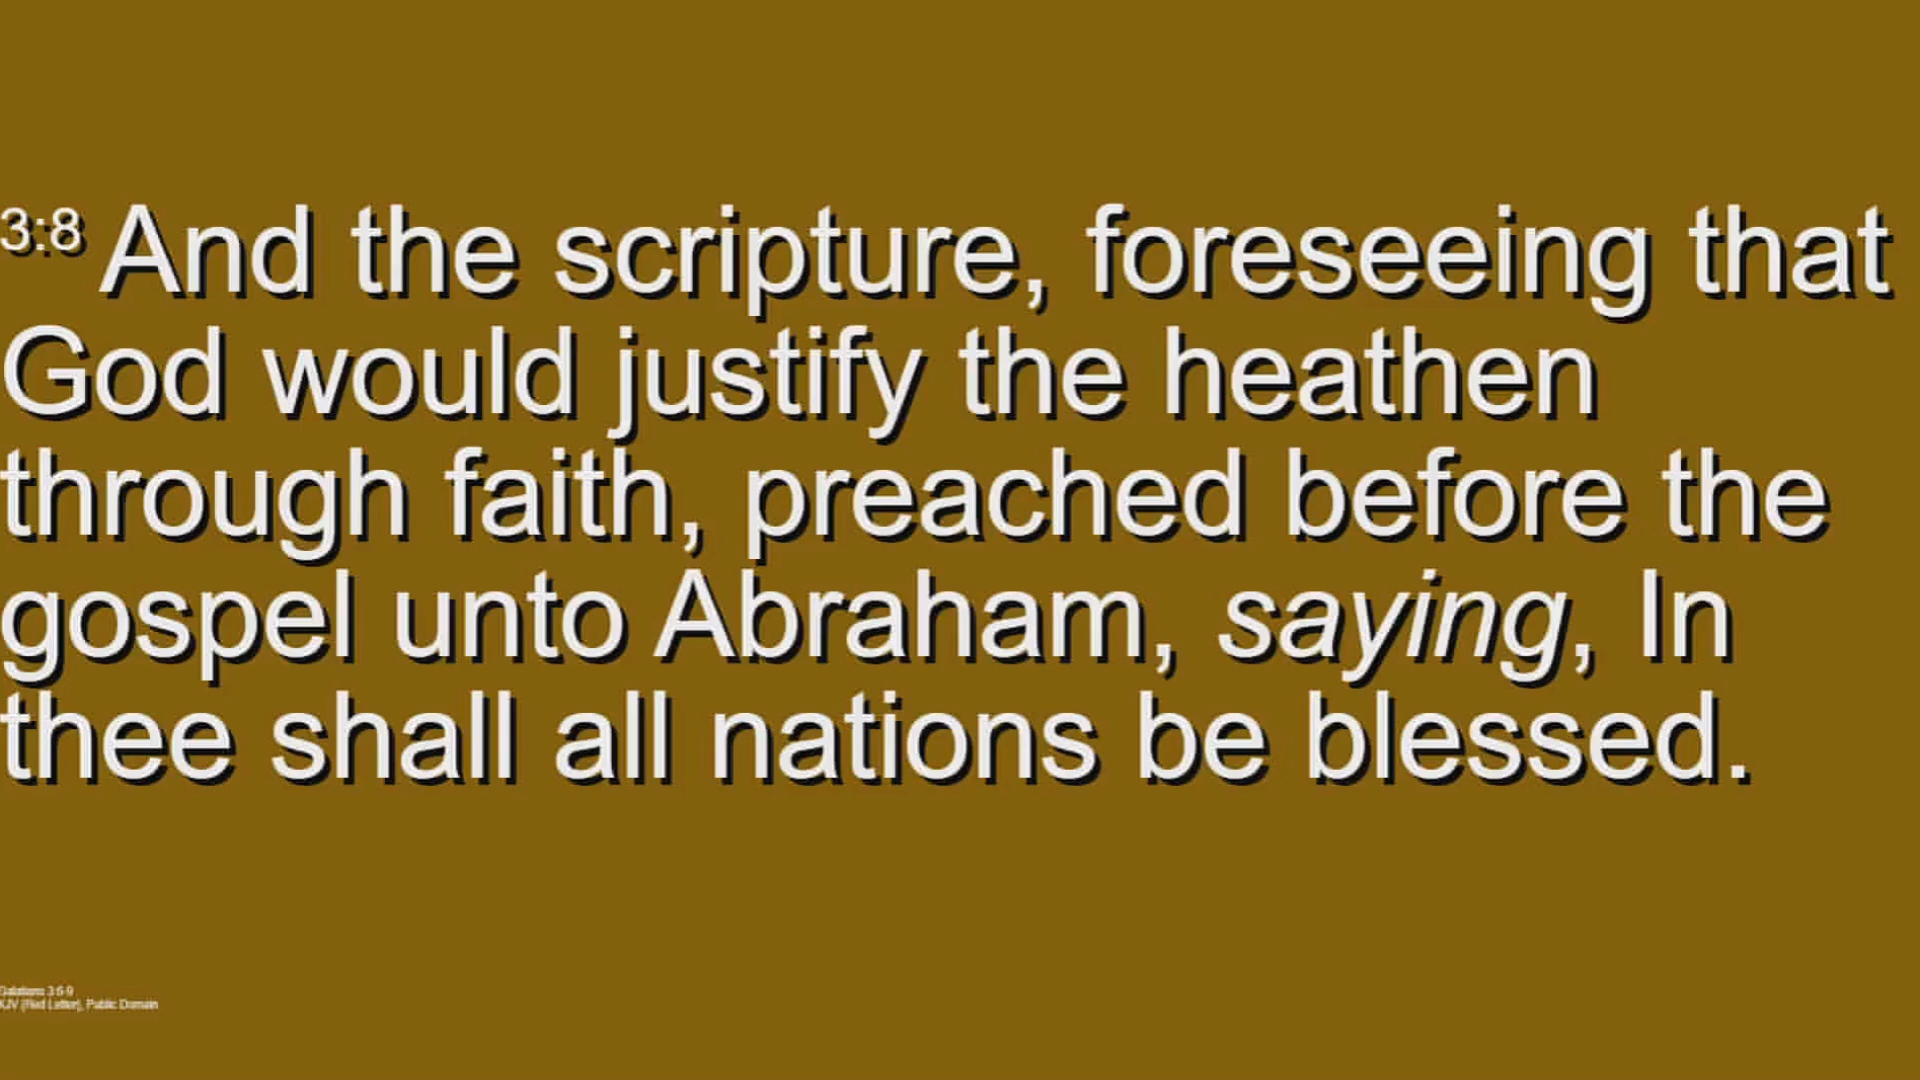 3:8 And the scripture, foreseeing that
God would justify the heathen
through faith, preached before the
gospel unto Abraham, saying, In
thee shall all nations be blessed.
Galatians 3:6-9
KJV (Red Letter), Public Domain